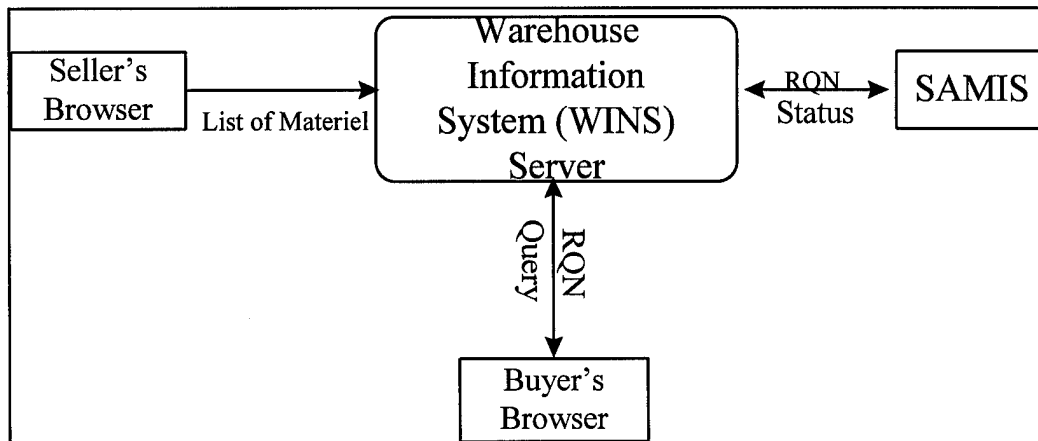 Seller's
Browser
List of Materiel
Warehouse
Information
System (WINS)
Server
RQN
Status
SAMIS
RQN
Query
Buyer's
Browser